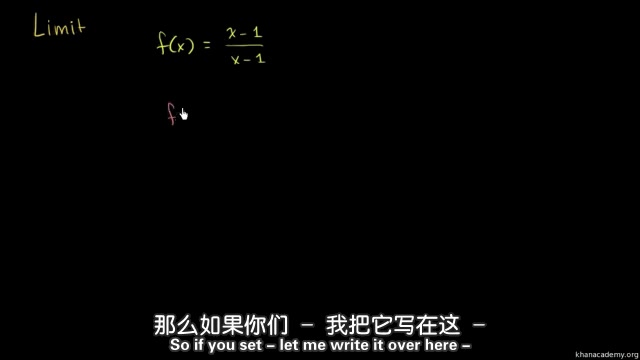 Limit
f(x) = x-1 / x-1
f
那么如果你们 - 我把它写在这 -
So if you set – let me write it over here –
khanacademy.org